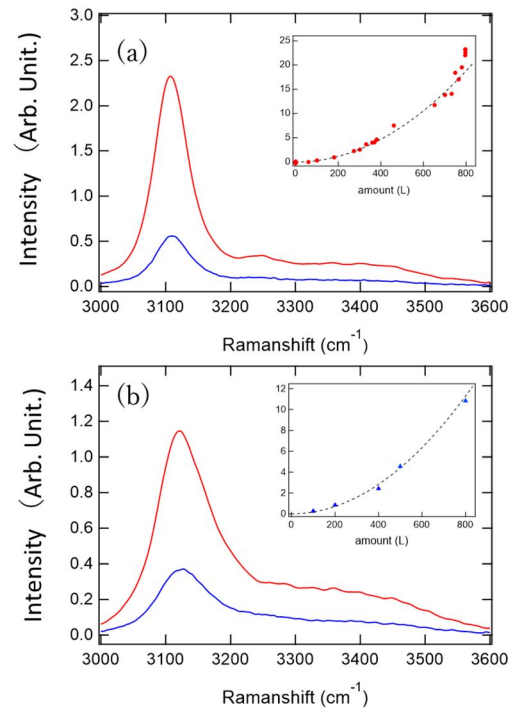 3.0
2.5
2.0
1.5
1.0
0.5
0.0
Intensity （Arb. Unit.)
(a)
25
20
15
10
5
0
0 200 400 600 800
amount (L)
3000 3100 3200 3300 3400 3500 3600
Ramanshift (cm⁻¹)
1.4
1.2
1.0
0.8
0.6
0.4
0.2
0.0
Intensity （Arb. Unit.)
(b)
12
10
8
6
4
2
0
0 200 400 600 800
amount (L)
3000 3100 3200 3300 3400 3500 3600
Ramanshift (cm⁻¹)